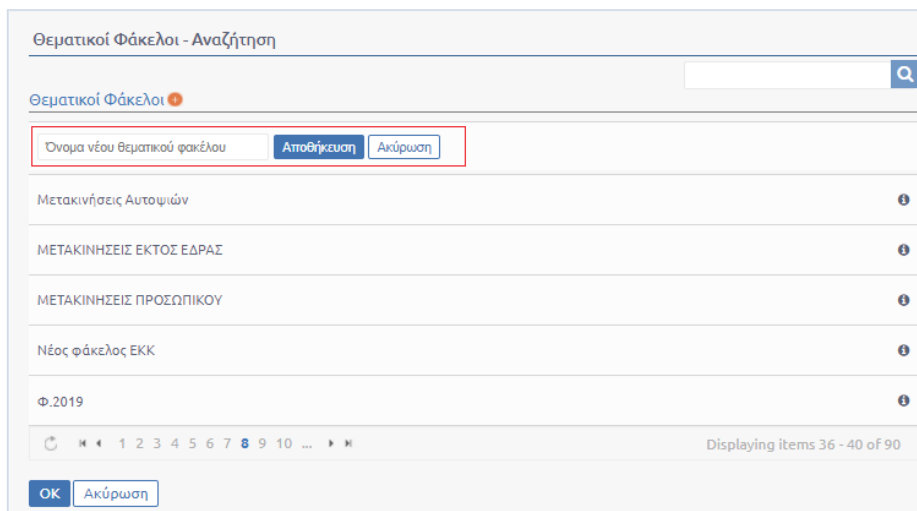 Θεματικοί Φάκελοι - Αναζήτηση
Θεματικοί Φάκελοι
Όνομα νέου θεματικού φακέλου Αποθήκευση Ακύρωση
Μετακινήσεις Αυτοψιών
ΜΕΤΑΚΙΝΗΣΕΙΣ ΕΚΤΟΣ ΕΔΡΑΣ
ΜΕΤΑΚΙΝΗΣΕΙΣ ΠΡΟΣΩΠΙΚΟΥ
Νέος φάκελος ΕΚΚ
Φ.2019
1 2 3 4 5 6 7 8 9 10 ... Displaying items 36 - 40 of 90
OK Ακύρωση